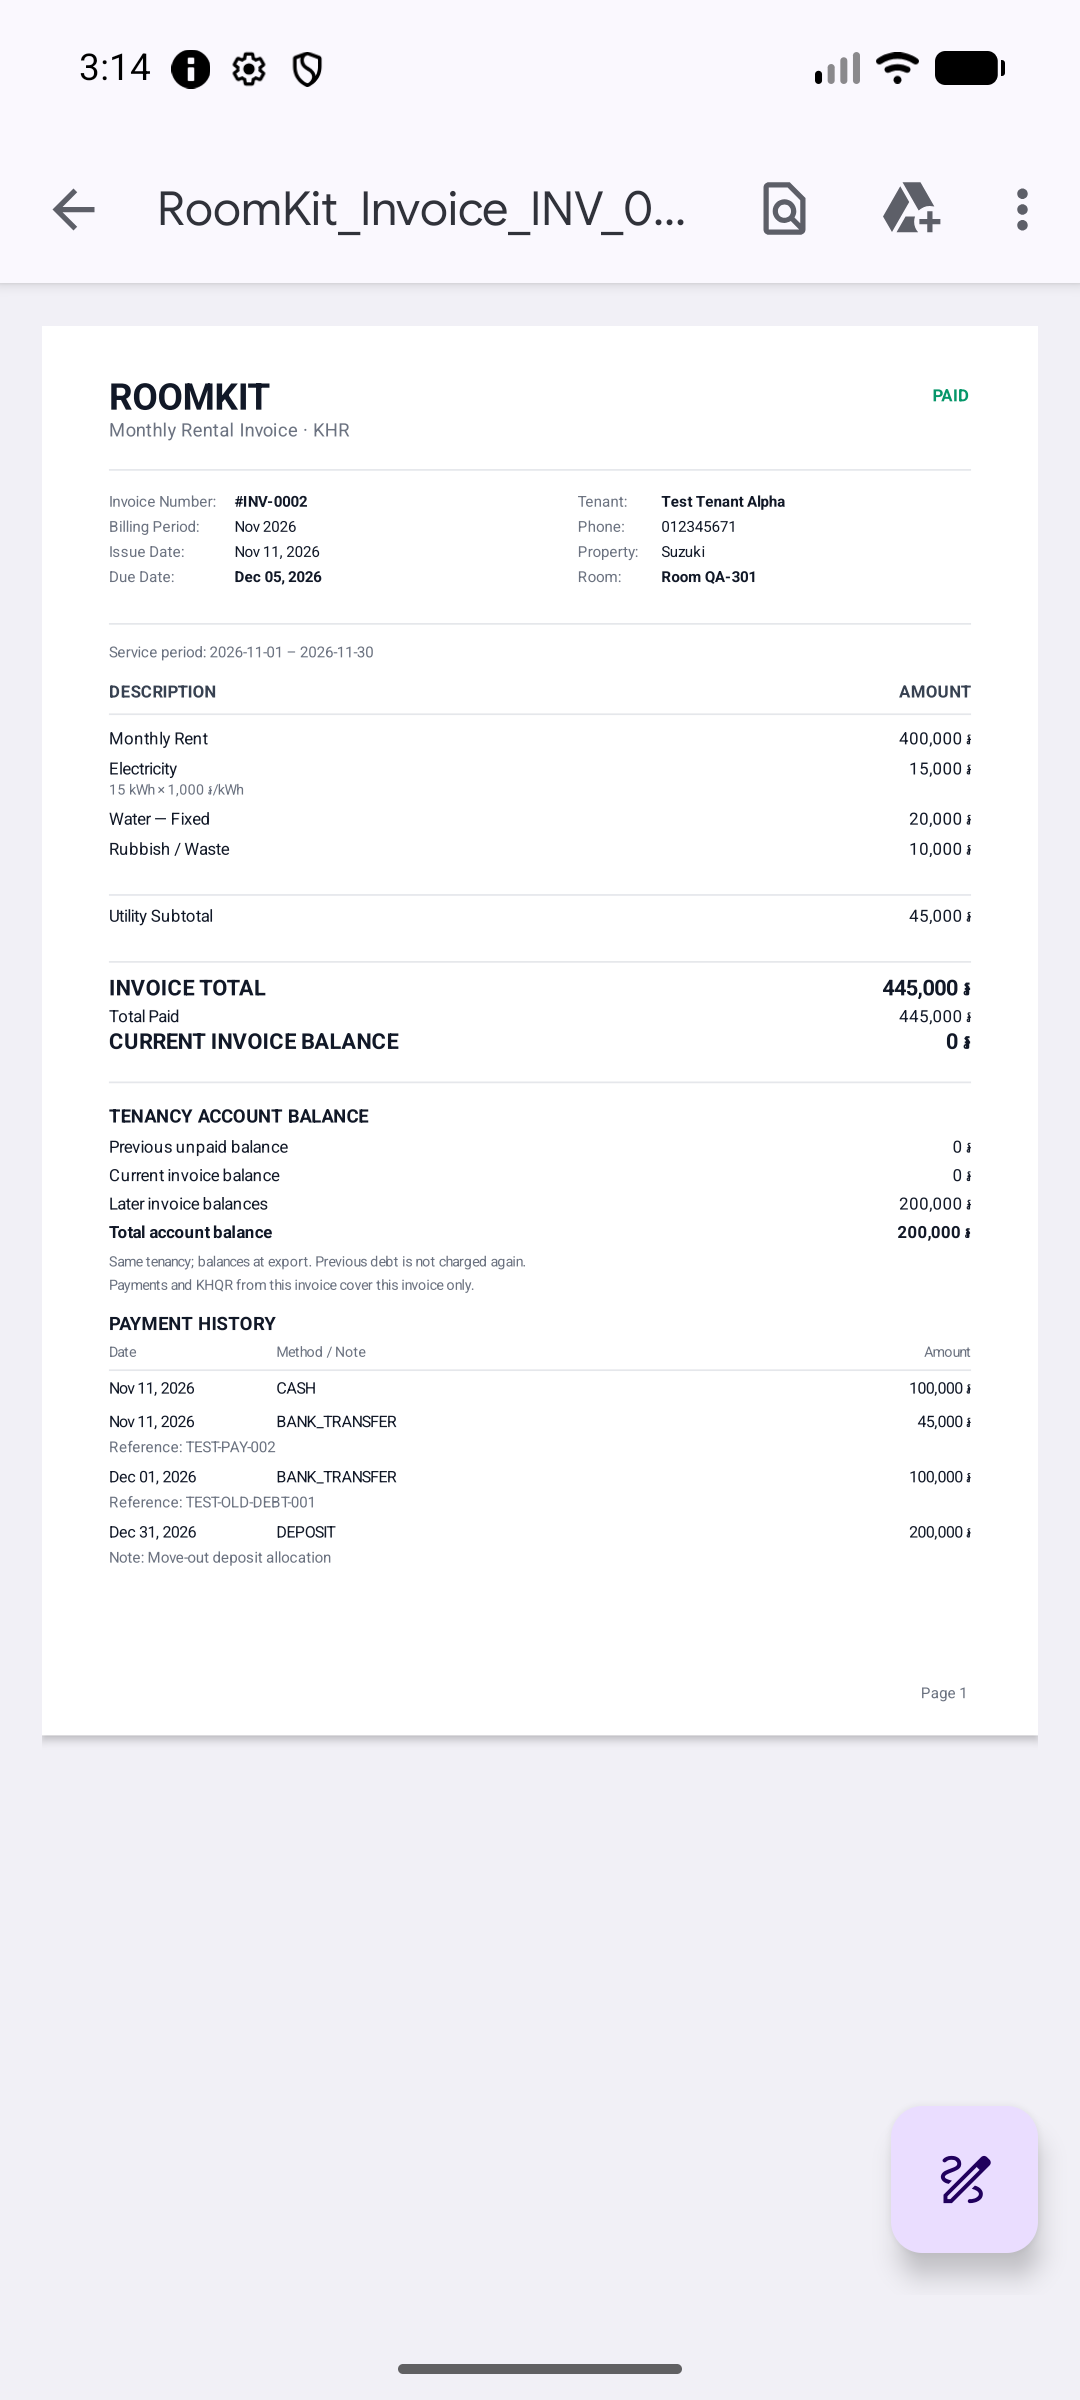 3:14
RoomKit_Invoice_INV_0...
ROOMKIT
PAID
Monthly Rental Invoice · KHR
Invoice Number: #INV-0002
Billing Period: Nov 2026
Issue Date: Nov 11, 2026
Due Date: Dec 05, 2026
Tenant: Test Tenant Alpha
Phone: 012345671
Property: Suzuki
Room: Room QA-301
Service period: 2026-11-01 – 2026-11-30
DESCRIPTION AMOUNT
Monthly Rent 400,000 ៛
Electricity 15,000 ៛
15 kWh × 1,000 ៛/kWh
Water — Fixed 20,000 ៛
Rubbish / Waste 10,000 ៛
Utility Subtotal 45,000 ៛
INVOICE TOTAL 445,000 ៛
Total Paid 445,000 ៛
CURRENT INVOICE BALANCE 0 ៛
TENANCY ACCOUNT BALANCE
Previous unpaid balance 0 ៛
Current invoice balance 0 ៛
Later invoice balances 200,000 ៛
Total account balance 200,000 ៛
Same tenancy; balances at export. Previous debt is not charged again.
Payments and KHQR from this invoice cover this invoice only.
PAYMENT HISTORY
Date Method / Note Amount
Nov 11, 2026 CASH 100,000 ៛
Nov 11, 2026 BANK_TRANSFER 45,000 ៛
Reference: TEST-PAY-002
Dec 01, 2026 BANK_TRANSFER 100,000 ៛
Reference: TEST-OLD-DEBT-001
Dec 31, 2026 DEPOSIT 200,000 ៛
Note: Move-out deposit allocation
Page 1